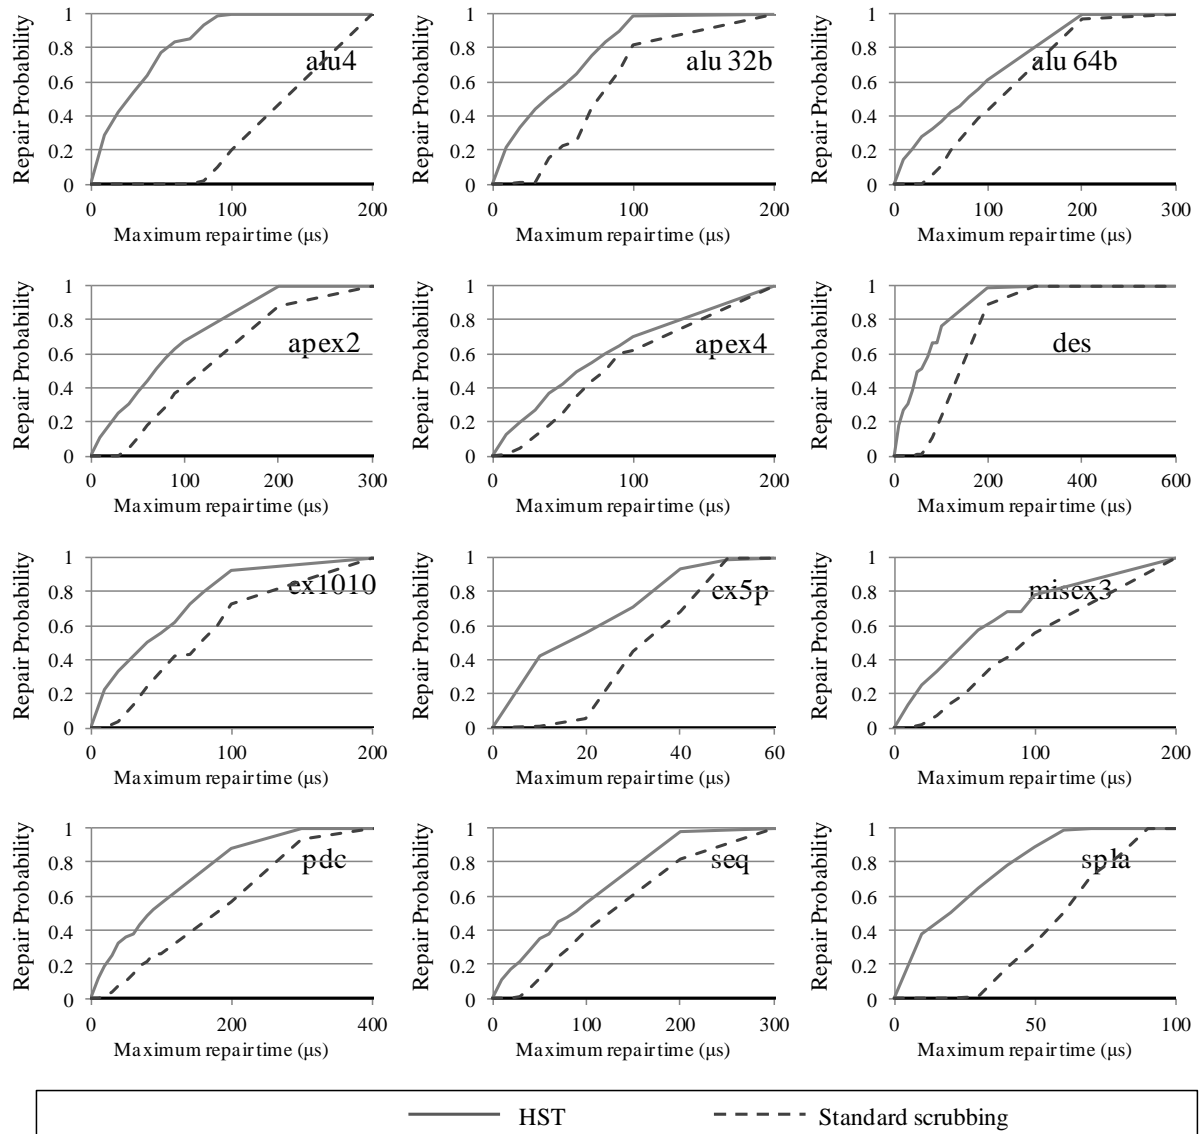 1
0.8
0.6
0.4
0.2
0
Repair Probability
alu4
0 100 200
Maximum repair time (μs)
1
0.8
0.6
0.4
0.2
0
Repair Probability
alu 32b
0 100 200
Maximum repair time (μs)
1
0.8
0.6
0.4
0.2
0
Repair Probability
alu 64b
0 100 200 300
Maximum repair time (μs)
1
0.8
0.6
0.4
0.2
0
Repair Probability
apex2
0 100 200 300
Maximum repair time (μs)
1
0.8
0.6
0.4
0.2
0
Repair Probability
apex4
0 100 200
Maximum repair time (μs)
1
0.8
0.6
0.4
0.2
0
Repair Probability
des
0 200 400 600
Maximum repair time (μs)
1
0.8
0.6
0.4
0.2
0
Repair Probability
ex1010
0 100 200
Maximum repair time (μs)
1
0.8
0.6
0.4
0.2
0
Repair Probability
ex5p
0 20 40 60
Maximum repair time (μs)
1
0.8
0.6
0.4
0.2
0
Repair Probability
misex3
0 100 200
Maximum repair time (μs)
1
0.8
0.6
0.4
0.2
0
Repair Probability
pdc
0 200 400
Maximum repair time (μs)
1
0.8
0.6
0.4
0.2
0
Repair Probability
seq
0 100 200 300
Maximum repair time (μs)
1
0.8
0.6
0.4
0.2
0
Repair Probability
spla
0 50 100
Maximum repair time (μs)
HST Standard scrubbing